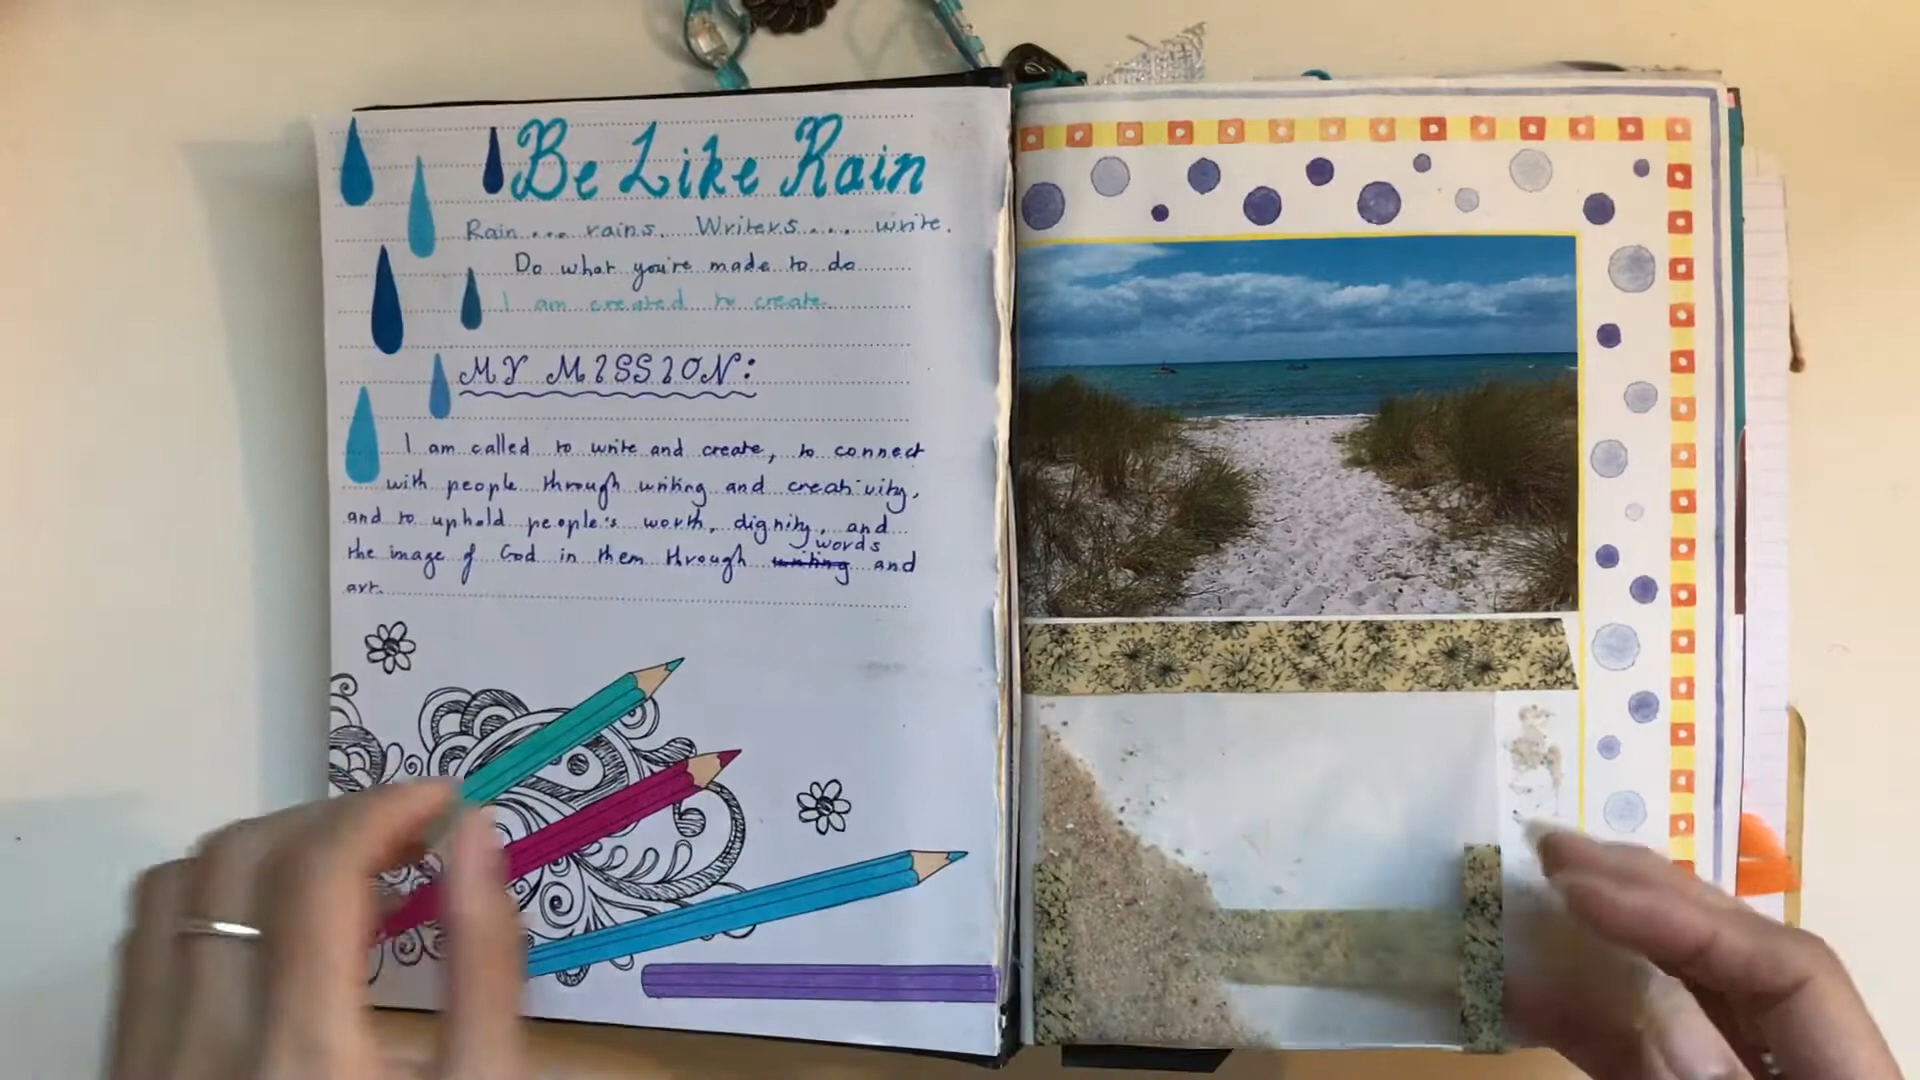 Be Like Rain
Rain... rains. Writers.... write.
Do what you're made to do
I am created to create.
MY MISSION:
I am called to write and create, to connect
with people through writing and creativity,
and to uphold people's worth, dignity, and
words
the image of God in them through writing and
art.